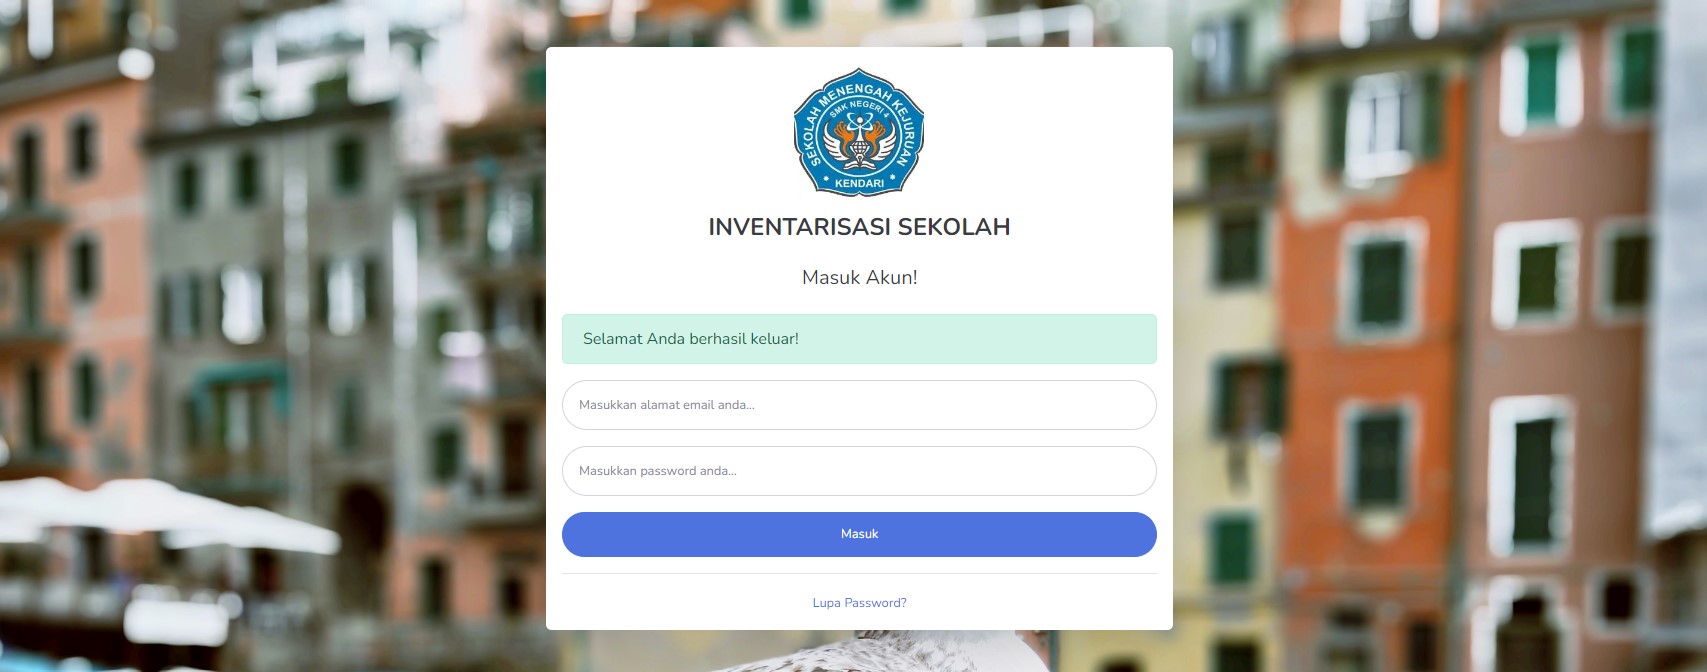 SEKOLAH MENENGAH KEJURUAN
SMK NEGERI 4
KENDARI
INVENTARISASI SEKOLAH
Masuk Akun!
Selamat Anda berhasil keluar!
Masukkan alamat email anda...
Masukkan password anda...
Masuk
Lupa Password?